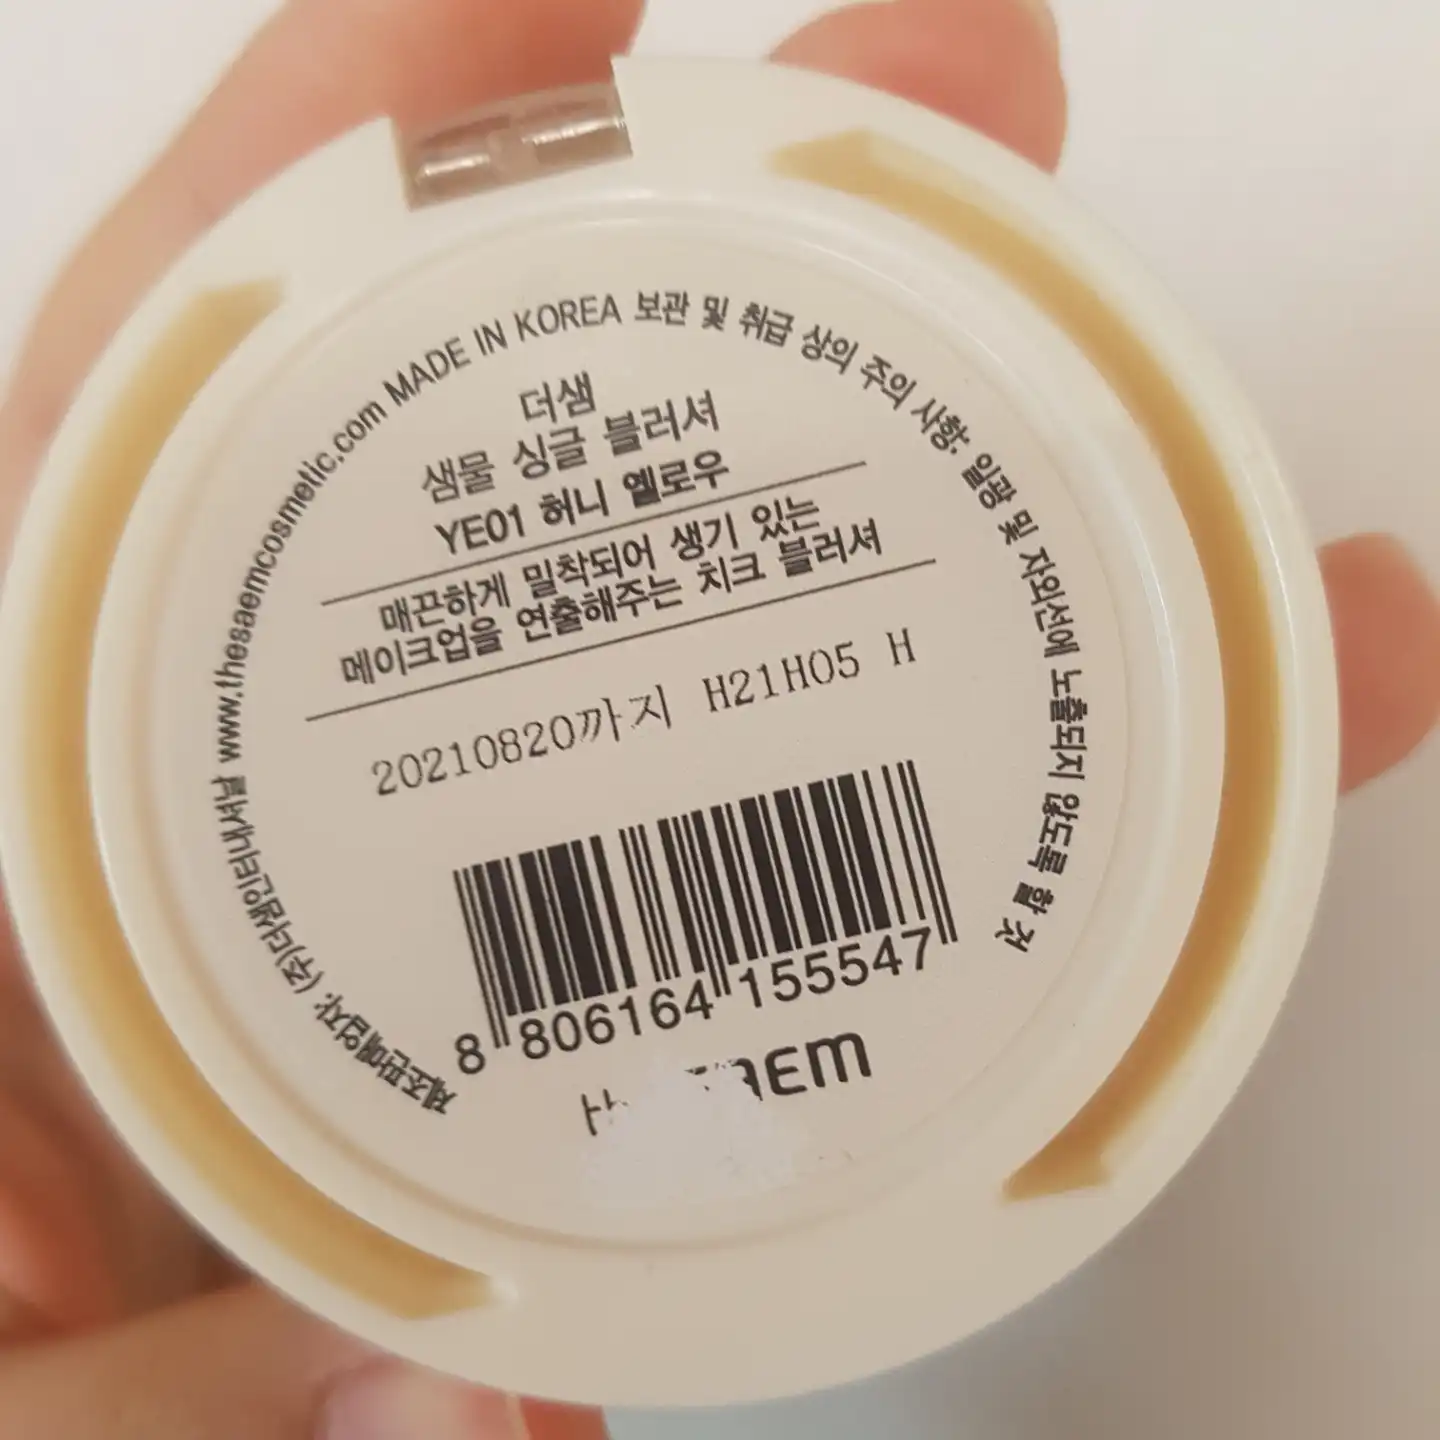 제조판매업자: (주)더샘인터내셔날 www.thesaemcosmetic.com MADE IN KOREA 보관 및 취급 상의 주의 사항: 일광 및 자외선에 노출되지 않도록 할 것
더샘
샘물 싱글 블러셔
YE01 허니 옐로우
매끈하게 밀착되어 생기 있는
메이크업을 연출해주는 치크 블러셔
20210820까지 H21H05 H
8 806164 155547